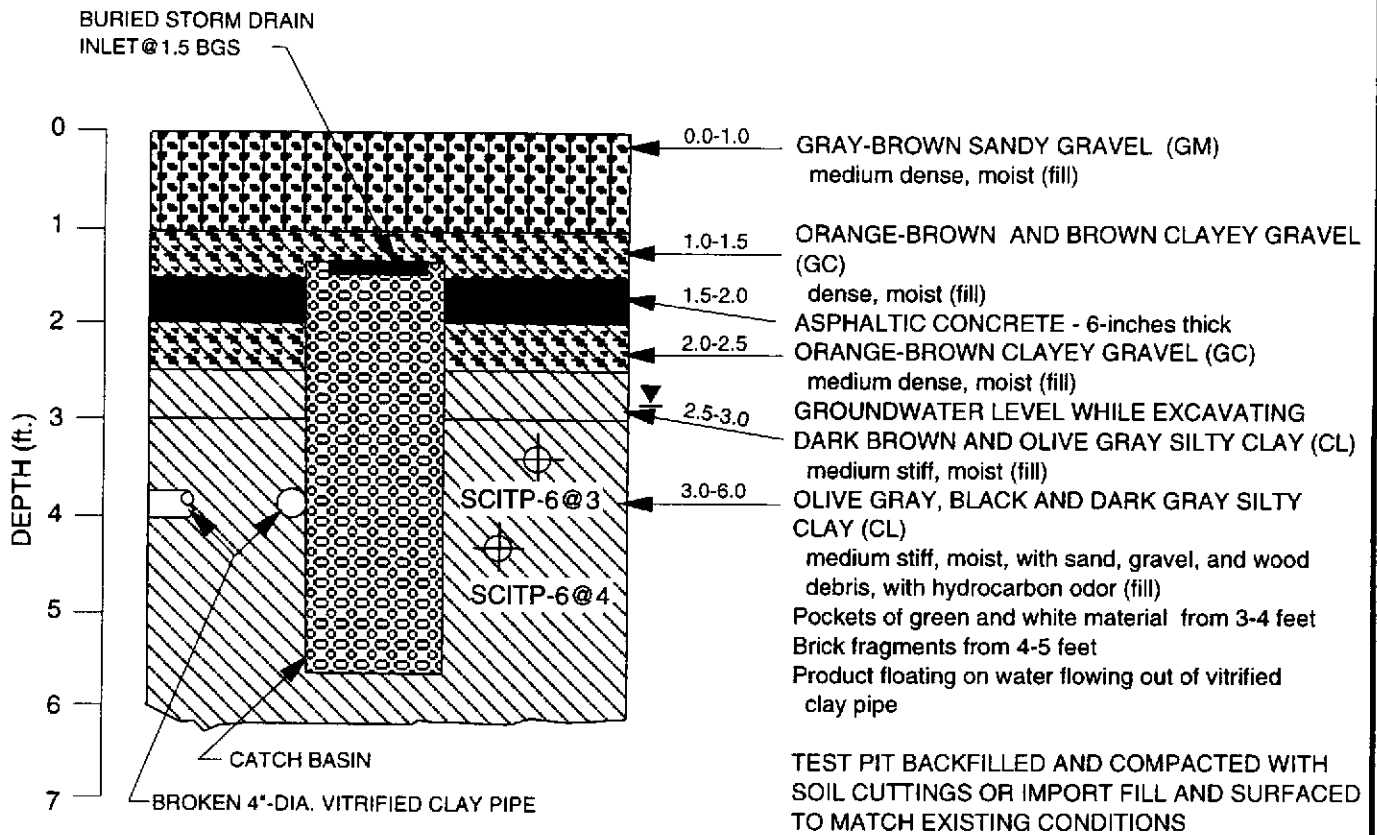 BURIED STORM DRAIN
INLET@1.5 BGS
DEPTH (ft.)
0
1
2
3
4
5
6
7
0.0-1.0
GRAY-BROWN SANDY GRAVEL (GM)
medium dense, moist (fill)
1.0-1.5
ORANGE-BROWN AND BROWN CLAYEY GRAVEL
(GC)
dense, moist (fill)
1.5-2.0
ASPHALTIC CONCRETE - 6-inches thick
2.0-2.5
ORANGE-BROWN CLAYEY GRAVEL (GC)
medium dense, moist (fill)
GROUNDWATER LEVEL WHILE EXCAVATING
2.5-3.0
DARK BROWN AND OLIVE GRAY SILTY CLAY (CL)
medium stiff, moist (fill)
3.0-6.0
OLIVE GRAY, BLACK AND DARK GRAY SILTY
CLAY (CL)
medium stiff, moist, with sand, gravel, and wood
debris, with hydrocarbon odor (fill)
Pockets of green and white material from 3-4 feet
Brick fragments from 4-5 feet
Product floating on water flowing out of vitrified
clay pipe
SCITP-6@3
SCITP-6@4
CATCH BASIN
BROKEN 4"-DIA. VITRIFIED CLAY PIPE
TEST PIT BACKFILLED AND COMPACTED WITH
SOIL CUTTINGS OR IMPORT FILL AND SURFACED
TO MATCH EXISTING CONDITIONS